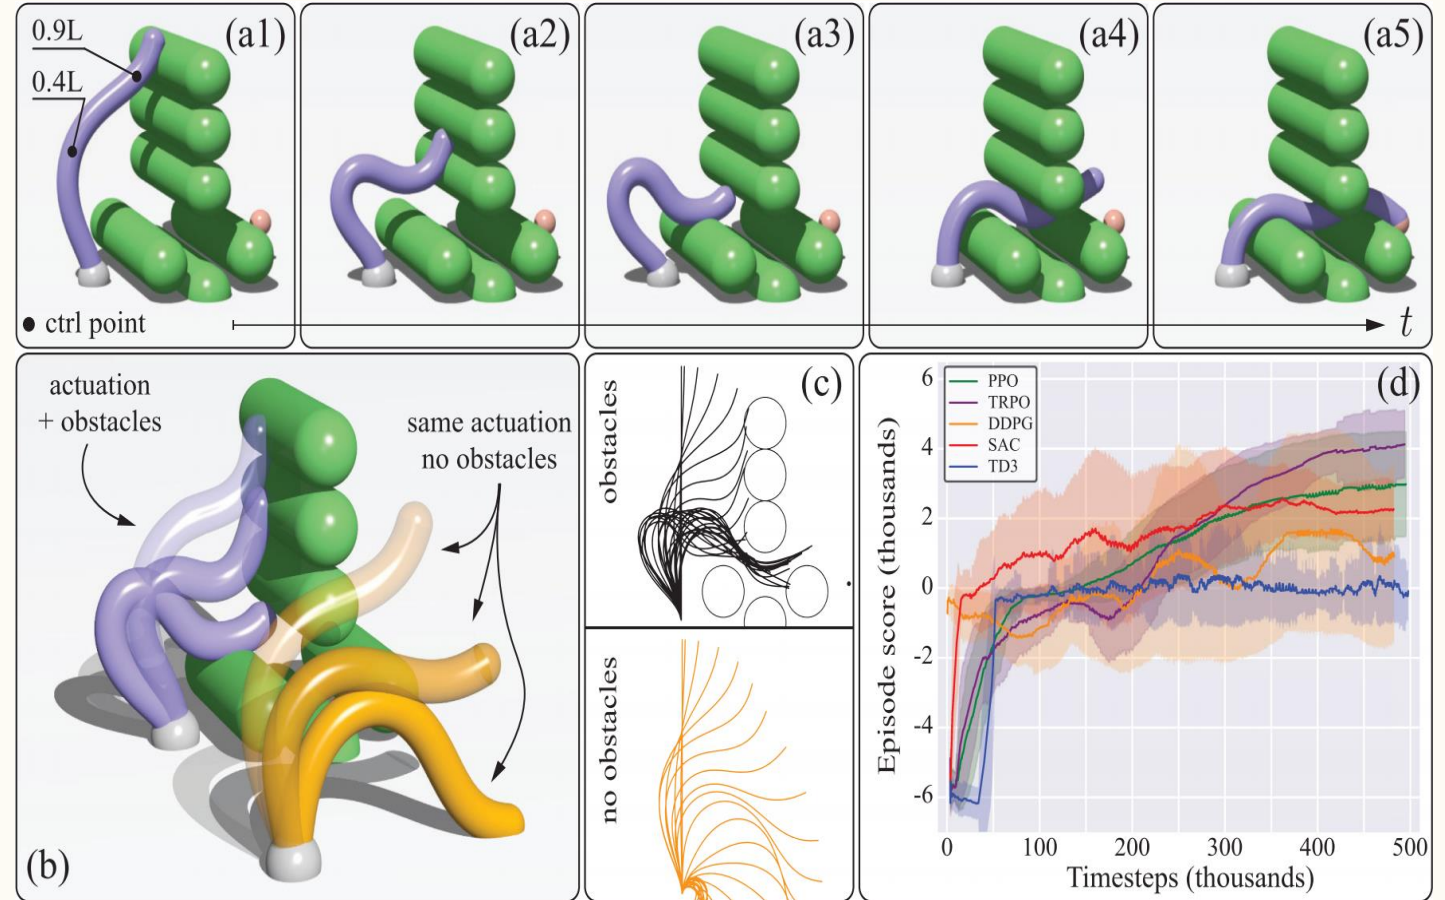 (a1)
0.9L
0.4L
ctrl point
(a2)
(a3)
(a4)
(a5)
t
actuation
+ obstacles
same actuation
no obstacles
(b)
(c)
obstacles
no obstacles
(d)
PPO
TRPO
DDPG
SAC
TD3
Episode score (thousands)
6
4
2
0
-2
-4
-6
0 100 200 300 400 500
Timesteps (thousands)